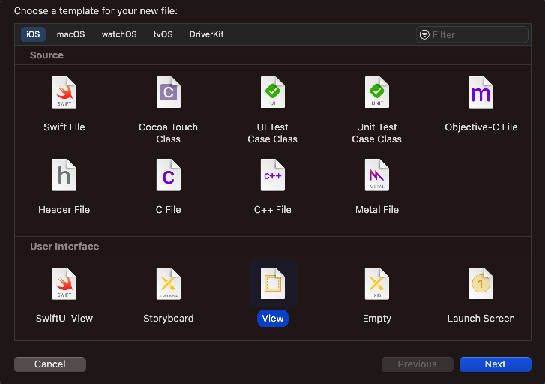 Choose a template for your new file:
iOS macOS watchOS tvOS DriverKit Filter
Source
Swift File
Cocoa Touch
Class
UI Test
Case Class
Unit Test
Case Class
Objective-C File
Header File
C File
C++ File
Metal File
User Interface
SwiftUI View
Storyboard
View
Empty
Launch Screen
Cancel Previous Next